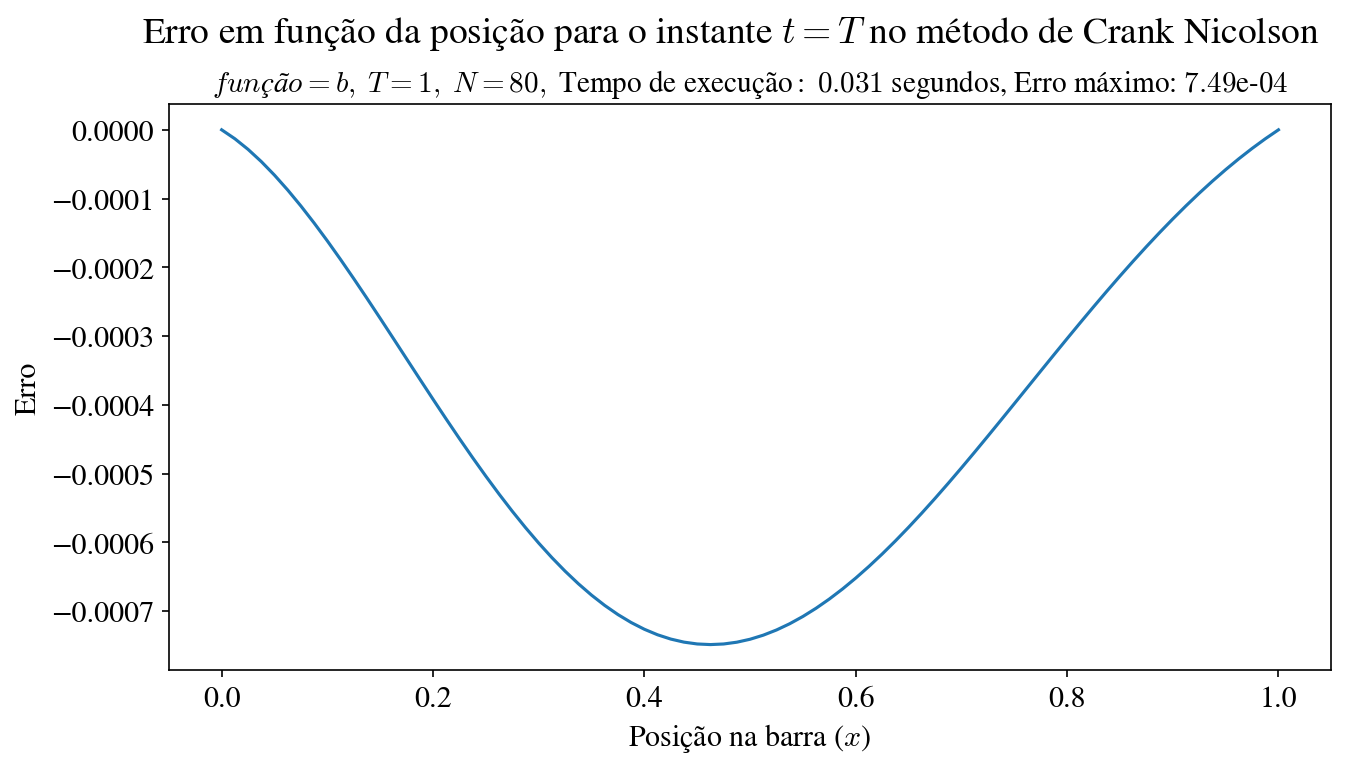 Erro em função da posição para o instante t = T no método de Crank Nicolson
função = b, T = 1, N = 80, Tempo de execução : 0.031 segundos, Erro máximo: 7.49e-04
0.0000
−0.0001
−0.0002
−0.0003
−0.0004
−0.0005
−0.0006
−0.0007
Erro
0.0 0.2 0.4 0.6 0.8 1.0
Posição na barra (x)